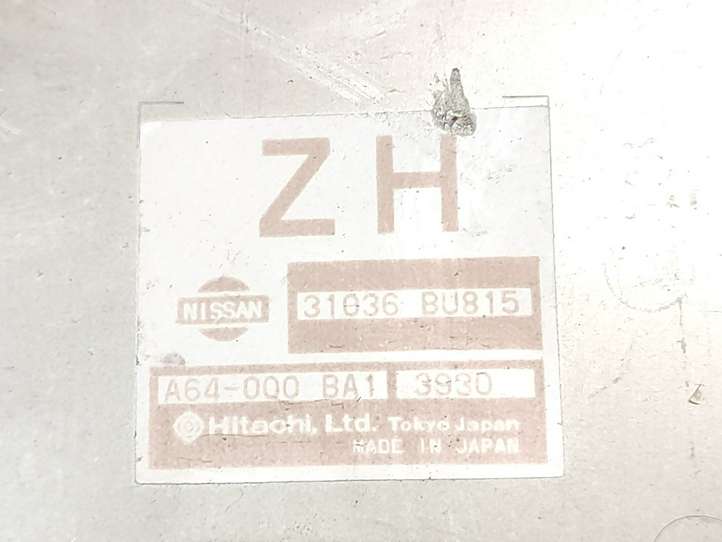 ZH
NISSAN 31036 BU815
A64-000 BA1 3930
Hitachi, Ltd. Tokyo Japan
MADE IN JAPAN